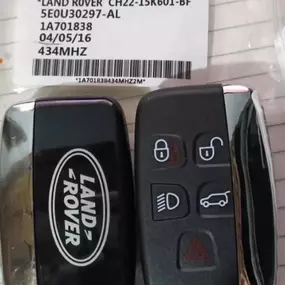 *LAND ROVER CH22-15K601-BF
5E0U30297-AL
1A701838
04/05/16
434MHZ
*1A701838434MHZ2M*
LAND
ROVER